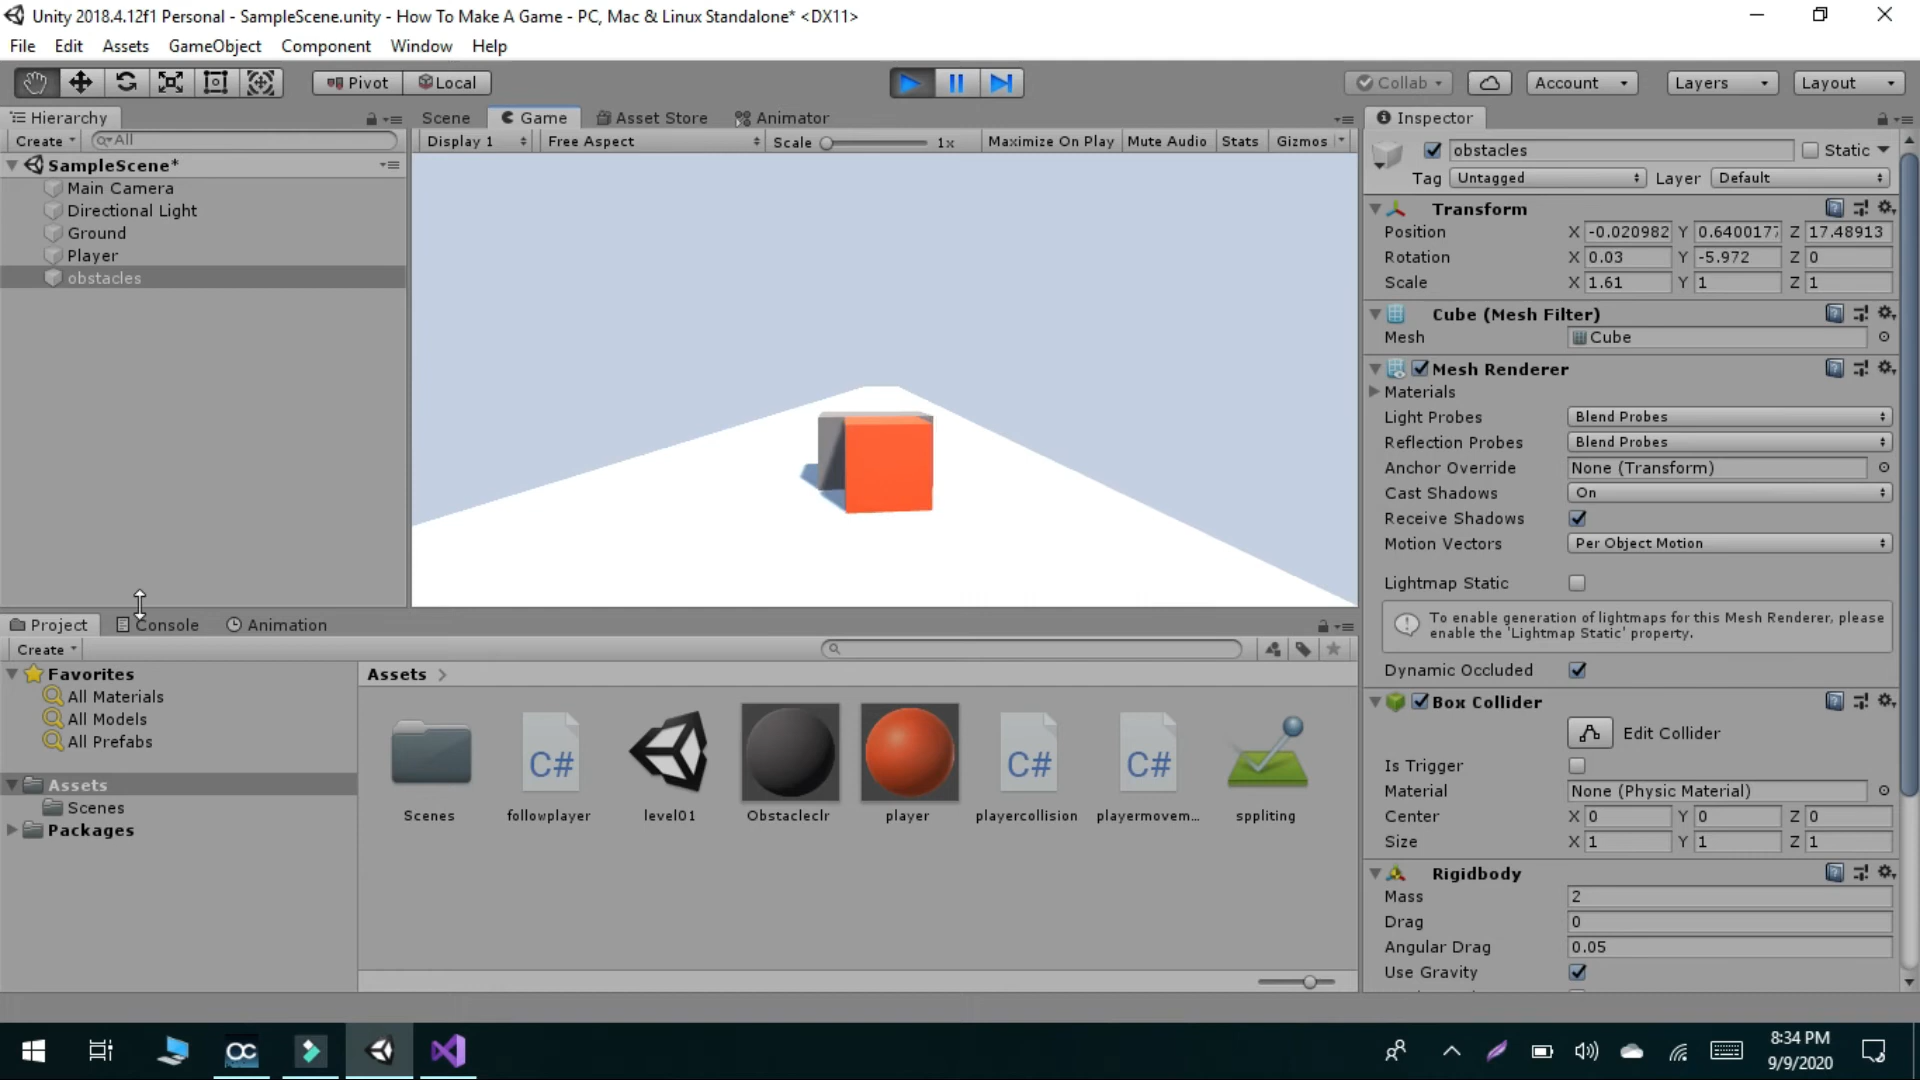 Unity 2018.4.12f1 Personal - SampleScene.unity - How To Make A Game - PC, Mac & Linux Standalone* <DX11>
File Edit Assets GameObject Component Window Help
Pivot Local Collab Account Layers Layout
Hierarchy
Create All
SampleScene*
Main Camera
Directional Light
Ground
Player
obstacles
Scene Game Asset Store Animator
Display 1 Free Aspect Scale 1x Maximize On Play Mute Audio Stats Gizmos
Inspector
obstacles Static
Tag Untagged Layer Default
Transform
Position X -0.020982 Y 0.6400177 Z 17.48913
Rotation X 0.03 Y -5.972 Z 0
Scale X 1.61 Y 1 Z 1
Cube (Mesh Filter)
Mesh Cube
Mesh Renderer
Materials
Light Probes Blend Probes
Reflection Probes Blend Probes
Anchor Override None (Transform)
Cast Shadows On
Receive Shadows
Motion Vectors Per Object Motion
Lightmap Static
To enable generation of lightmaps for this Mesh Renderer, please
enable the 'Lightmap Static' property.
Dynamic Occluded
Box Collider
Edit Collider
Is Trigger
Material None (Physic Material)
Center X 0 Y 0 Z 0
Size X 1 Y 1 Z 1
Rigidbody
Mass 2
Drag 0
Angular Drag 0.05
Use Gravity
Project Console Animation
Create
Favorites
All Materials
All Models
All Prefabs
Assets
Scenes
Packages
Assets
C# C# C#
Scenes followplayer level01 Obstacleclr player playercollision playermovem... sppliting
8:34 PM
9/9/2020